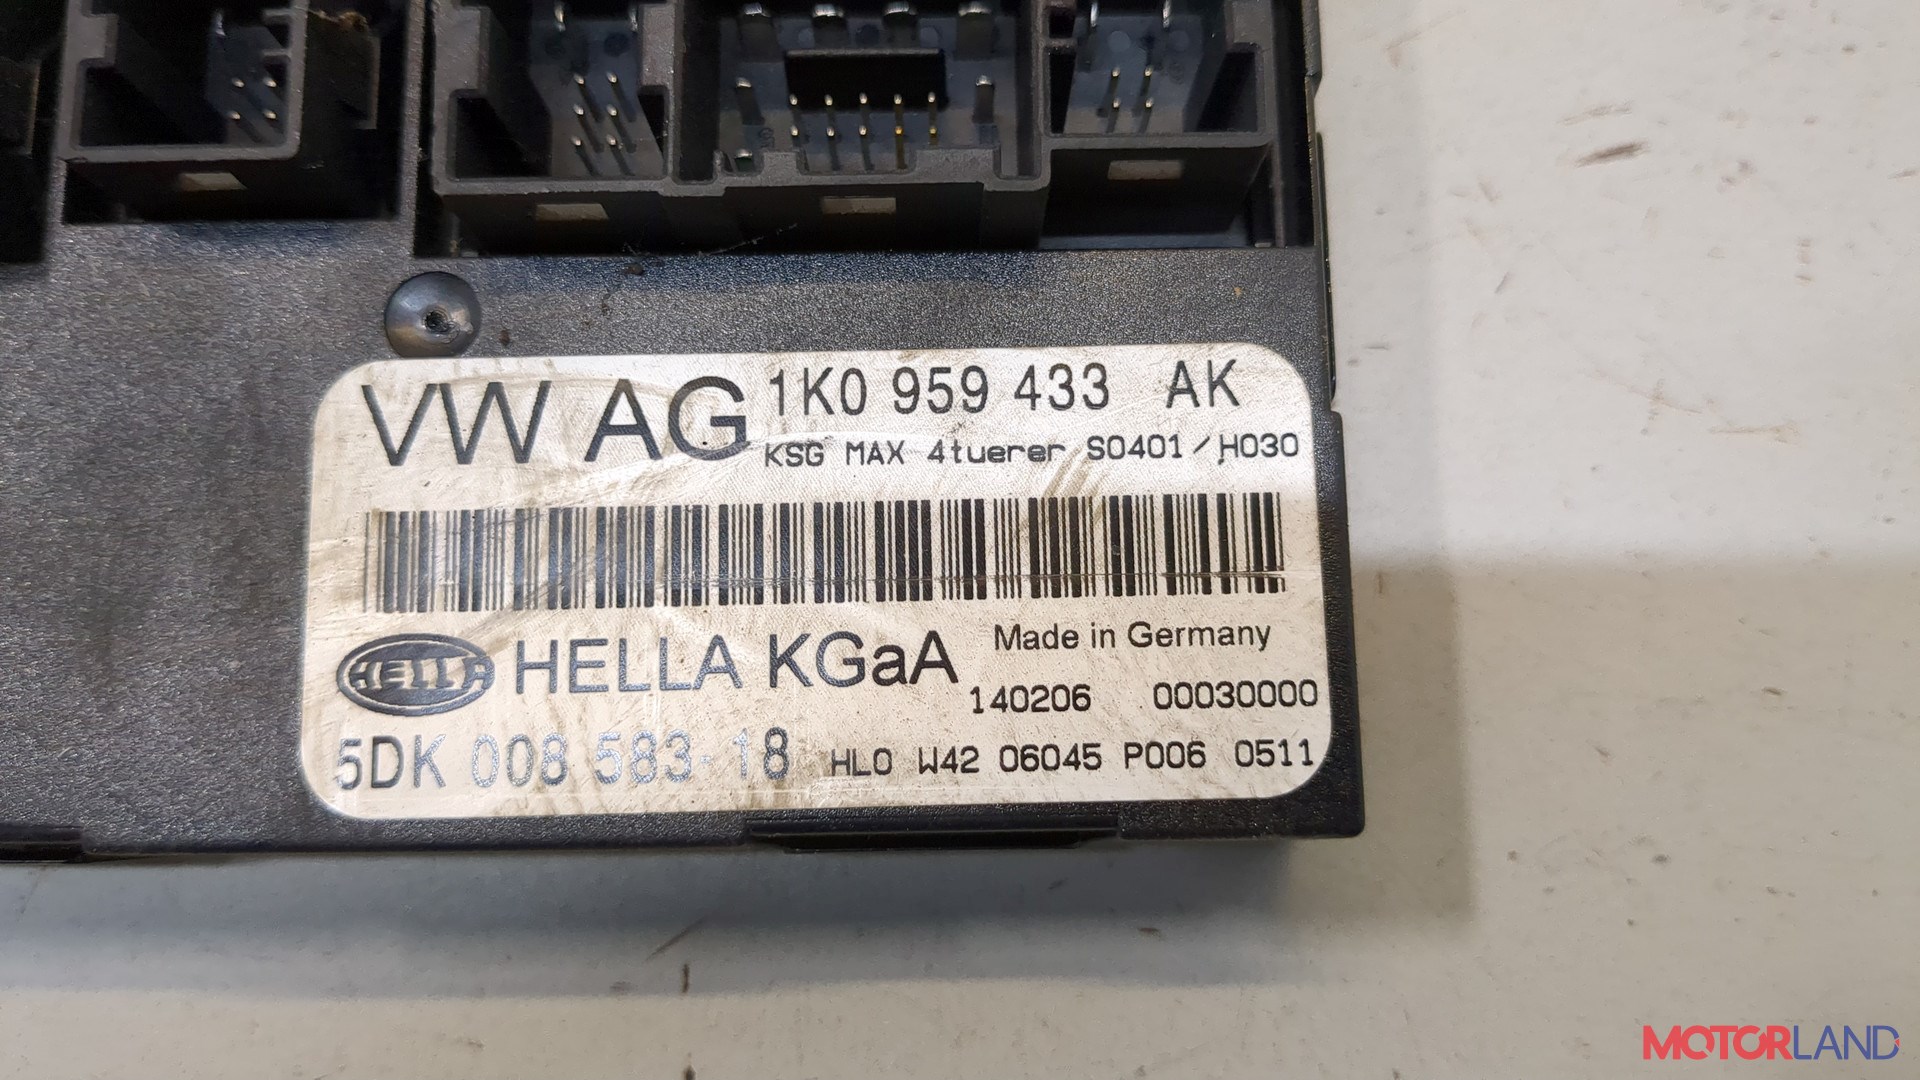 VW AG 1K0 959 433 AK
KSG MAX 4tuerer S0401/H030
HELLA HELLA KGaA Made in Germany
140206 00030000
5DK 008 583-18 HL0 W42 06045 P006 0511
MOTORLAND